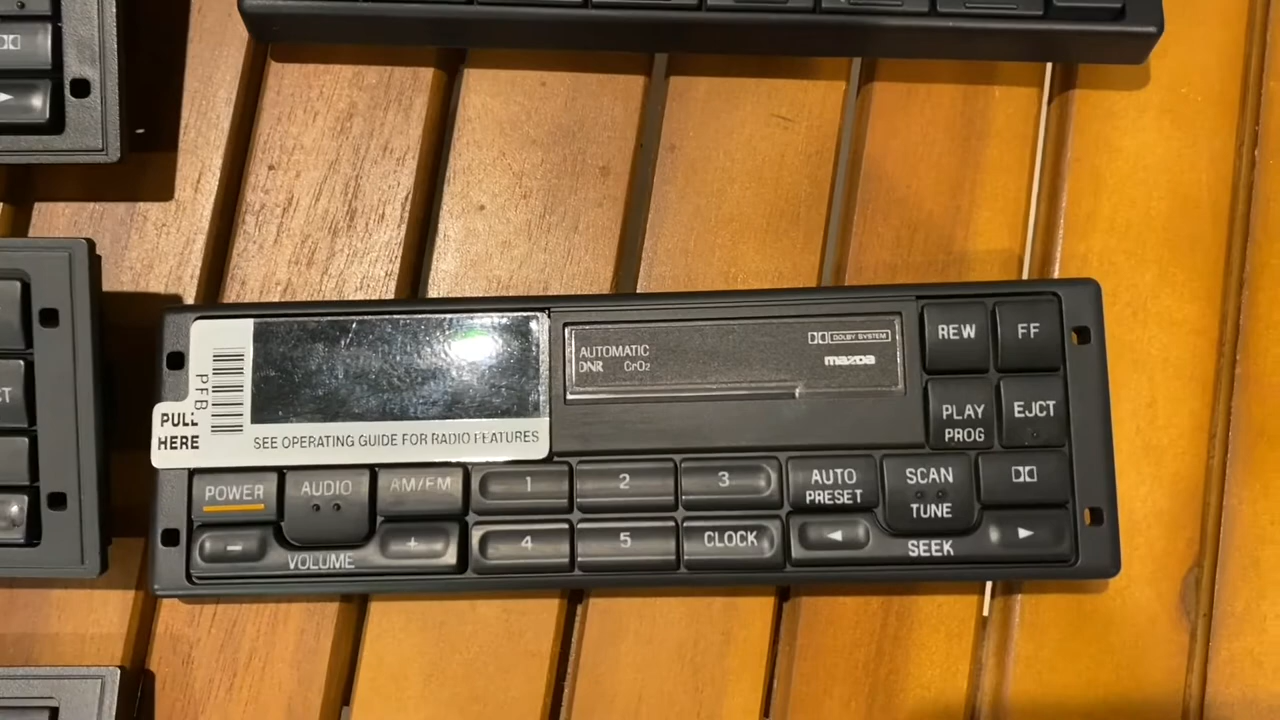 PFB
PULL
HERE
SEE OPERATING GUIDE FOR RADIO FEATURES
AUTOMATIC
DNR CrO2
DOLBY SYSTEM
mazda
REW
FF
PLAY
PROG
EJCT
POWER
AUDIO
AM/FM
1
2
3
AUTO
PRESET
SCAN
TUNE
−
VOLUME
+
4
5
CLOCK
SEEK
CT